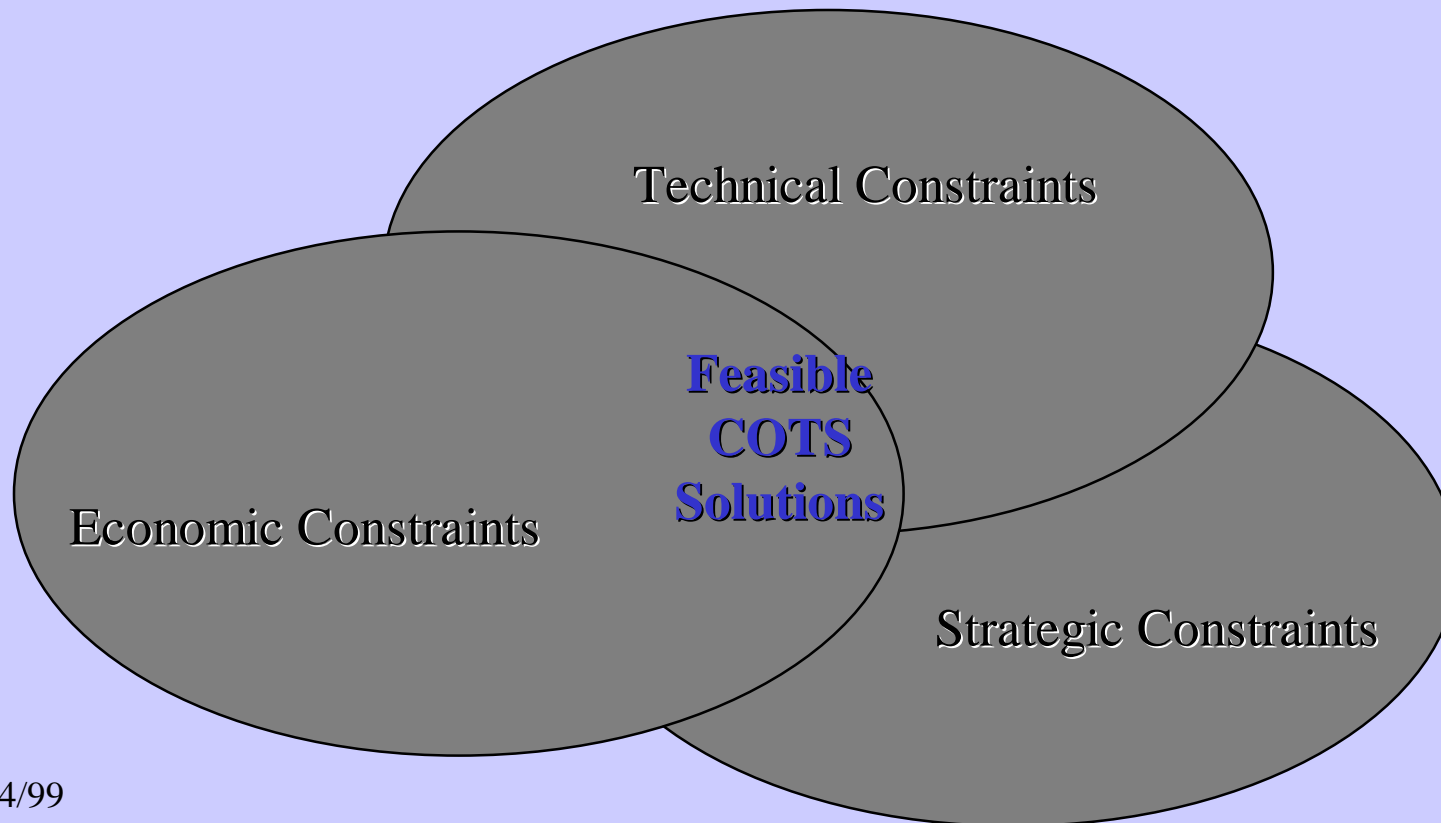 Technical Constraints
Feasible
COTS
Solutions
Economic Constraints
Strategic Constraints
4/99